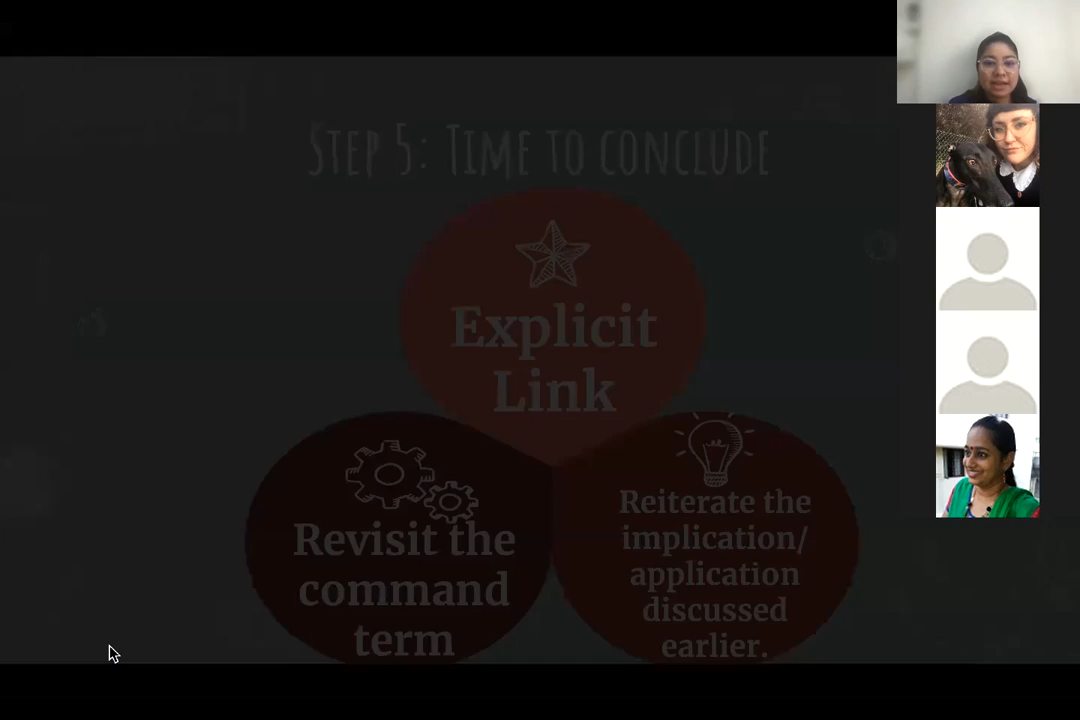 STEP 5: TIME TO CONCLUDE
Explicit
Link
Revisit the
command
term
Reiterate the
implication/
application
discussed
earlier.